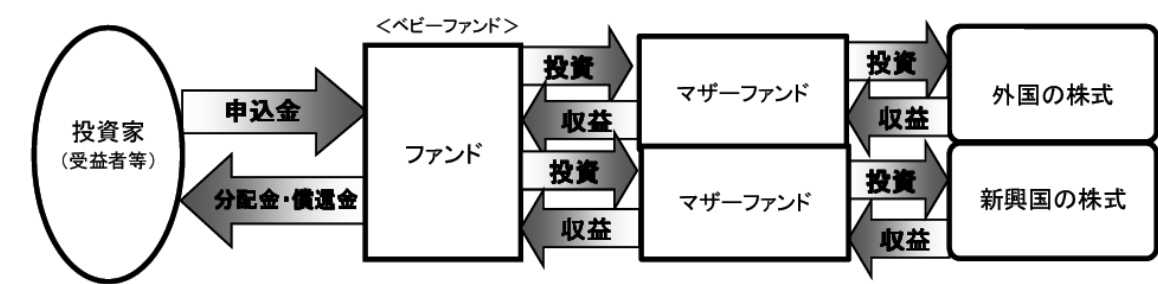 <ベビーファンド>
投資家
(受益者等)
申込金
分配金・償還金
ファンド
投資
収益
投資
収益
マザーファンド
マザーファンド
投資
収益
投資
収益
外国の株式
新興国の株式